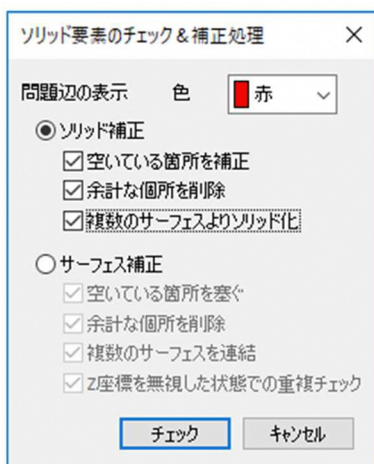 ソリッド要素のチェック＆補正処理
問題辺の表示 色 赤
ソリッド補正
空いている箇所を補正
余計な個所を削除
複数のサーフェスよりソリッド化
サーフェス補正
空いている箇所を塞ぐ
余計な個所を削除
複数のサーフェスを連結
Z座標を無視した状態での重複チェック
チェック キャンセル